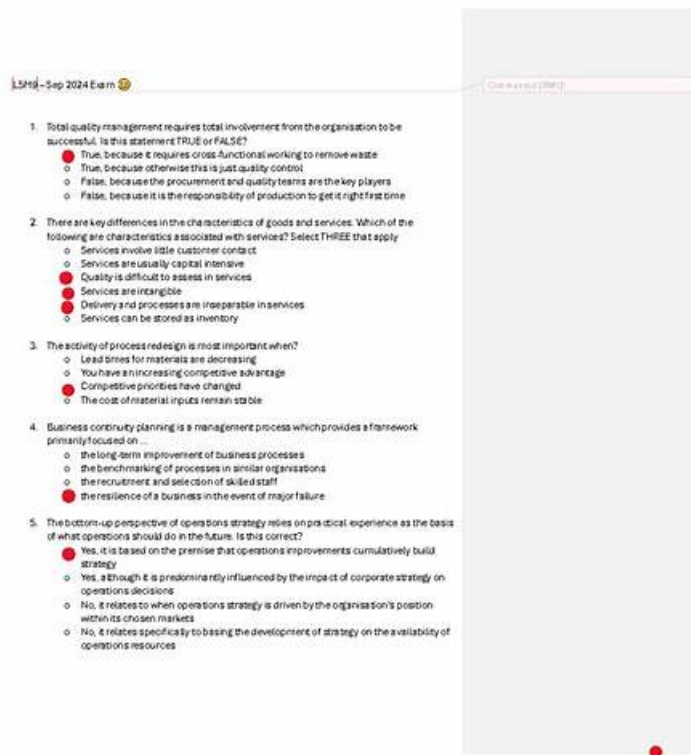 L5M9 – Sep 2024 Exam
1. Total quality management requires total involvement from the organisation to be
successful. Is this statement TRUE or FALSE?
True, because it requires cross-functional working to remove waste
o True, because otherwise this is just quality control
o False, because the procurement and quality teams are the key players
o False, because it is the responsibility of production to get it right first time
2. There are key differences in the characteristics of goods and services. Which of the
following are characteristics associated with services? Select THREE that apply
o Services involve little customer contact
o Services are usually capital intensive
Quality is difficult to assess in services
Services are intangible
Delivery and processes are inseparable in services
o Services can be stored as inventory
3. The activity of process redesign is most important when?
o Lead times for materials are decreasing
o You have an increasing competitive advantage
Competitive priorities have changed
o The cost of material inputs remain stable
4. Business continuity planning is a management process which provides a framework
primarily focused on ...
o the long-term improvement of business processes
o the benchmarking of processes in similar organisations
o the recruitment and selection of skilled staff
the resilience of a business in the event of major failure
5. The bottom-up perspective of operations strategy relies on practical experience as the basis
of what operations should do in the future. Is this correct?
Yes, it is based on the premise that operations improvements cumulatively build
strategy
o Yes, although it is predominantly influenced by the impact of corporate strategy on
operations decisions
o No, it relates to when operations strategy is driven by the organisation's position
within its chosen markets
o No, it relates specifically to basing the development of strategy on the availability of
operations resources